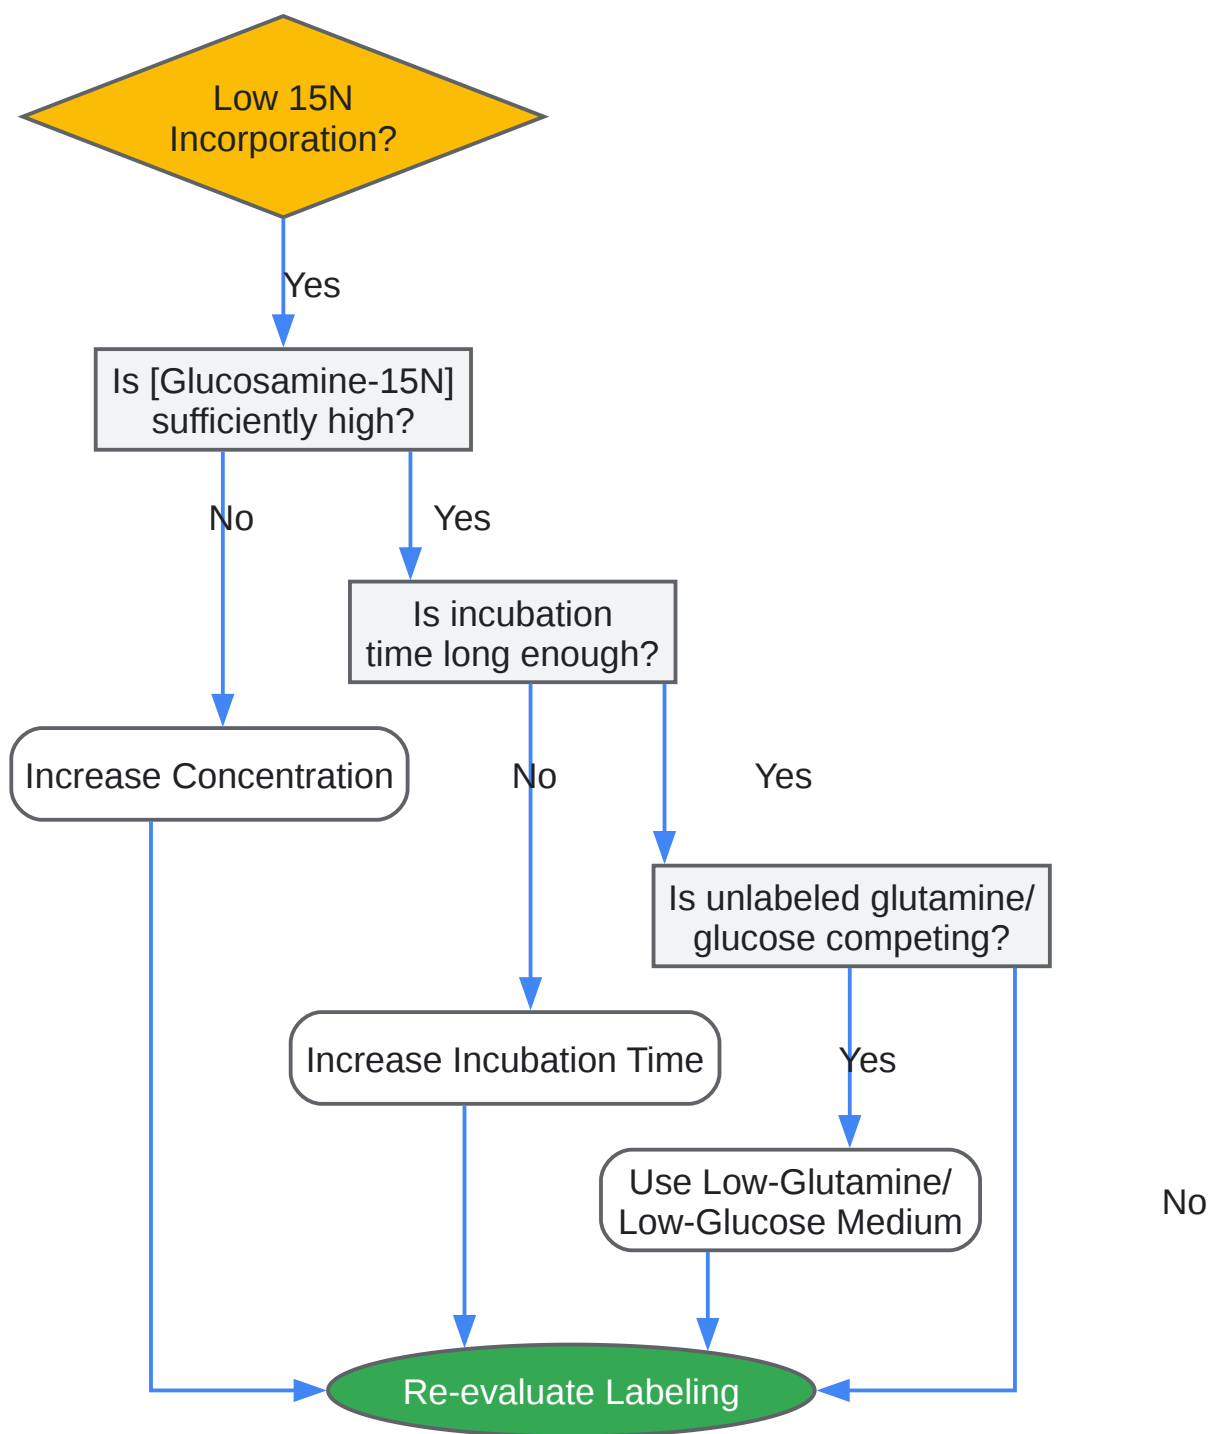 Low 15N
Incorporation?
Yes
Is [Glucosamine-15N]
sufficiently high?
No
Yes
Is incubation
time long enough?
Increase Concentration
No
Yes
Is unlabeled glutamine/
glucose competing?
Increase Incubation Time
Yes
Use Low-Glutamine/
Low-Glucose Medium
No
Re-evaluate Labeling